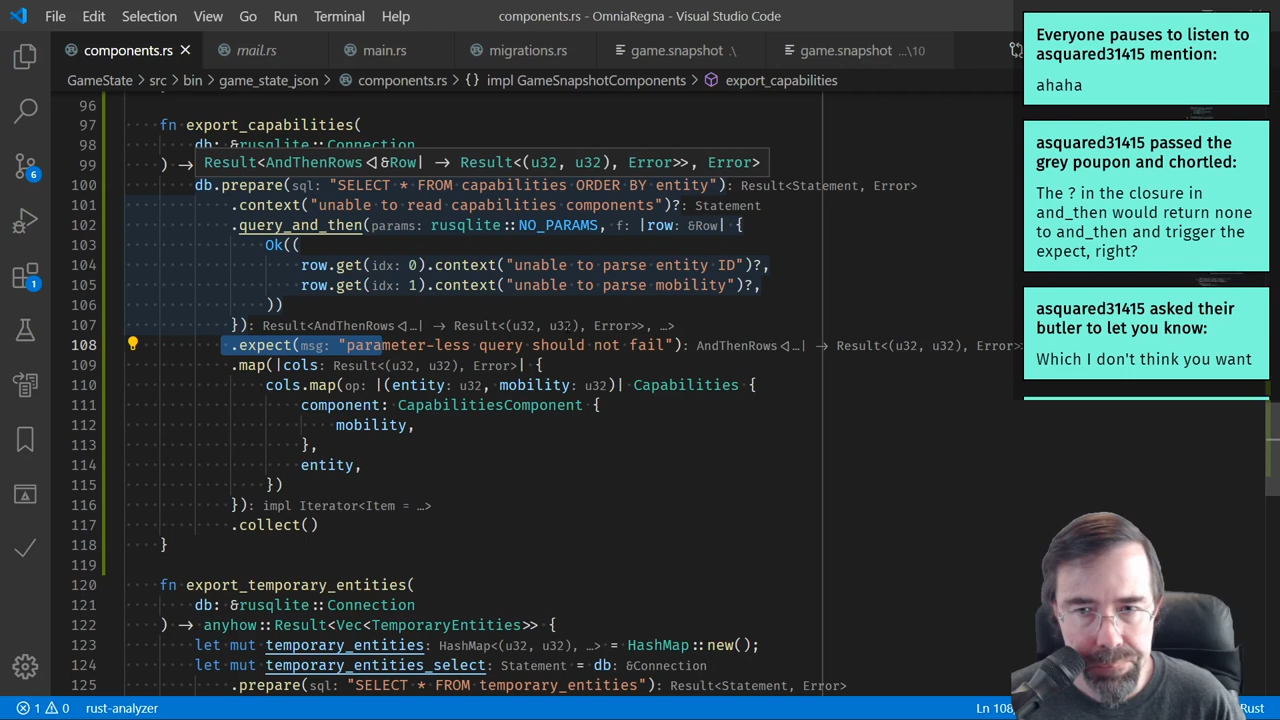 File Edit Selection View Go Run Terminal Help
components.rs - OmniaRegna - Visual Studio Code
components.rs mail.rs main.rs migrations.rs game.snapshot .\ game.snapshot ...\10
GameState > src > bin > game_state_json > components.rs > {} impl GameSnapshotComponents > export_capabilities
96
97 fn export_capabilities(
98 db: &rusqlite::Connection
99 ) →
Result<AndThenRows<|&Row| → Result<(u32, u32), Error>>, Error>
100 db.prepare(sql: "SELECT * FROM capabilities ORDER BY entity"): Result<Statement, Error>
101 .context("unable to read capabilities components")?: Statement
102 .query_and_then(params: rusqlite::NO_PARAMS, f: |row: &Row| {
103 Ok((
104 row.get(idx: 0).context("unable to parse entity ID")?,
105 row.get(idx: 1).context("unable to parse mobility")?,
106 ))
107 }): Result<AndThenRows<|…| → Result<(u32, u32), Error>>, …>
108 .expect(msg: "parameter-less query should not fail"): AndThenRows<|…| → Result<(u32, u32), Error>
109 .map(|cols: Result<(u32, u32), Error>| {
110 cols.map(op: |(entity: u32, mobility: u32)| Capabilities {
111 component: CapabilitiesComponent {
112 mobility,
113 },
114 entity,
115 })
116 }): impl Iterator<Item = …>
117 .collect()
118 }
119
120 fn export_temporary_entities(
121 db: &rusqlite::Connection
122 ) → anyhow::Result<Vec<TemporaryEntities>> {
123 let mut temporary_entities: HashMap<(u32, u32), …> = HashMap::new();
124 let mut temporary_entities_select: Statement = db: &Connection
125 .prepare(sql: "SELECT * FROM temporary_entities"): Result<Statement, Error>
Everyone pauses to listen to
asquared31415 mention:
ahaha
asquared31415 passed the
grey poupon and chortled:
The ? in the closure in
and_then would return none
to and_then and trigger the
expect, right?
asquared31415 asked their
butler to let you know:
Which I don't think you want
6
1
1 0 rust-analyzer
Ln 108,
Rust